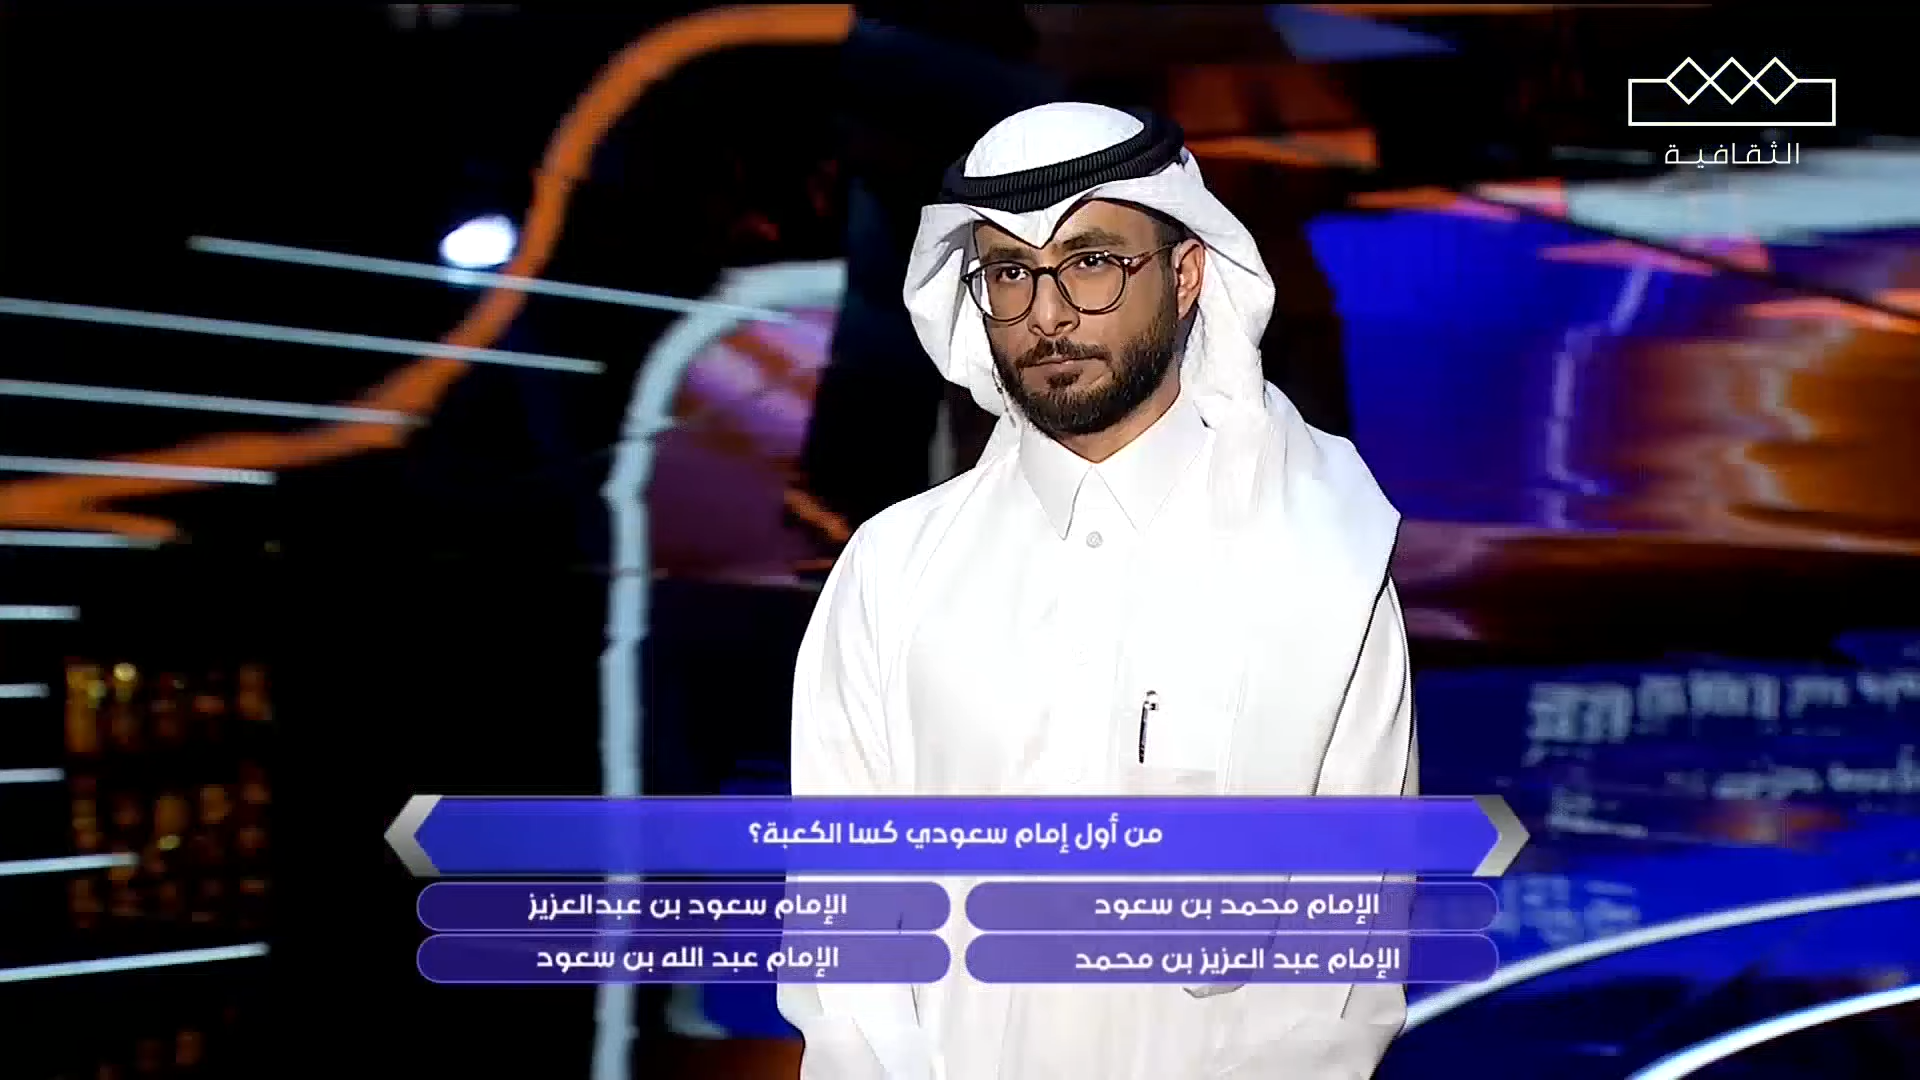 الثقافية
من أول إمام سعودي كسا الكعبة؟
الإمام محمد بن سعود
الإمام سعود بن عبدالعزيز
الإمام عبد العزيز بن محمد
الإمام عبد الله بن سعود